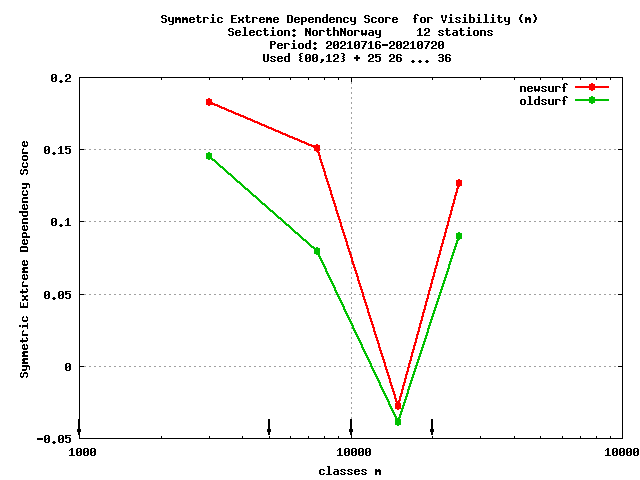 Symmetric Extreme Dependency Score  for Visibility (m)
Selection: NorthNorway     12 stations
Period: 20210716-20210720
Used {00,12} + 25 26 ... 36
newsurf
oldsurf
0.2
0.15
0.1
0.05
0
-0.05
Symmetric Extreme Dependency Score
1000
10000
10000
classes m